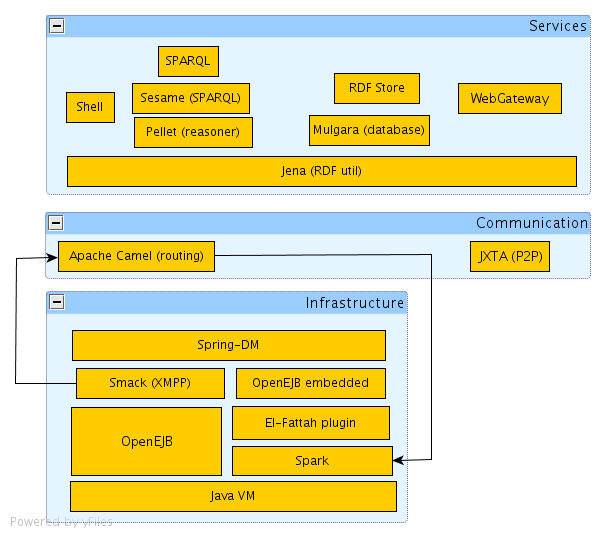 Services
SPARQL
Shell
Sesame (SPARQL)
Pellet (reasoner)
RDF Store
Mulgara (database)
WebGateway
Jena (RDF util)
Communication
Apache Camel (routing)
JXTA (P2P)
Infrastructure
Spring-DM
Smack (XMPP)
OpenEJB embedded
OpenEJB
El-Fattah plugin
Spark
Java VM
Powered by yFiles